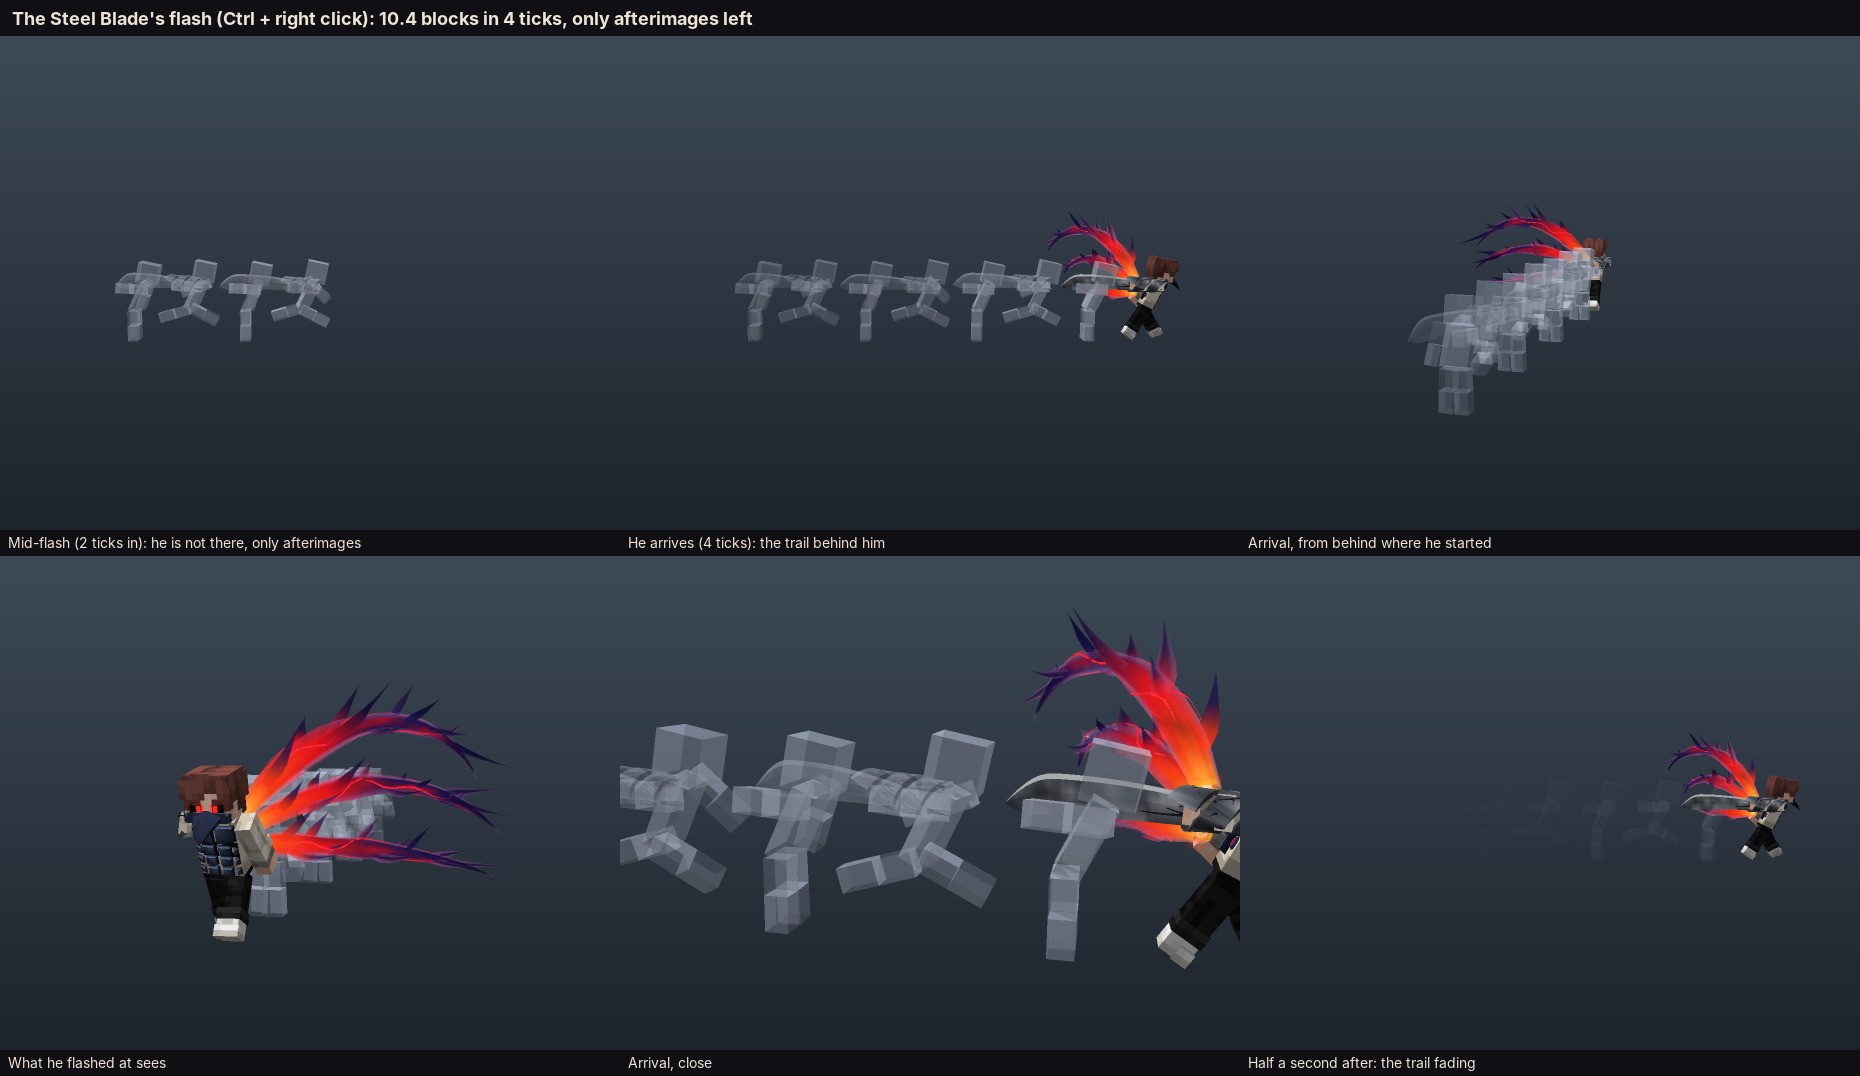 The Steel Blade's flash (Ctrl + right click): 10.4 blocks in 4 ticks, only afterimages left
Mid-flash (2 ticks in): he is not there, only afterimages
He arrives (4 ticks): the trail behind him
Arrival, from behind where he started
What he flashed at sees
Arrival, close
Half a second after: the trail fading